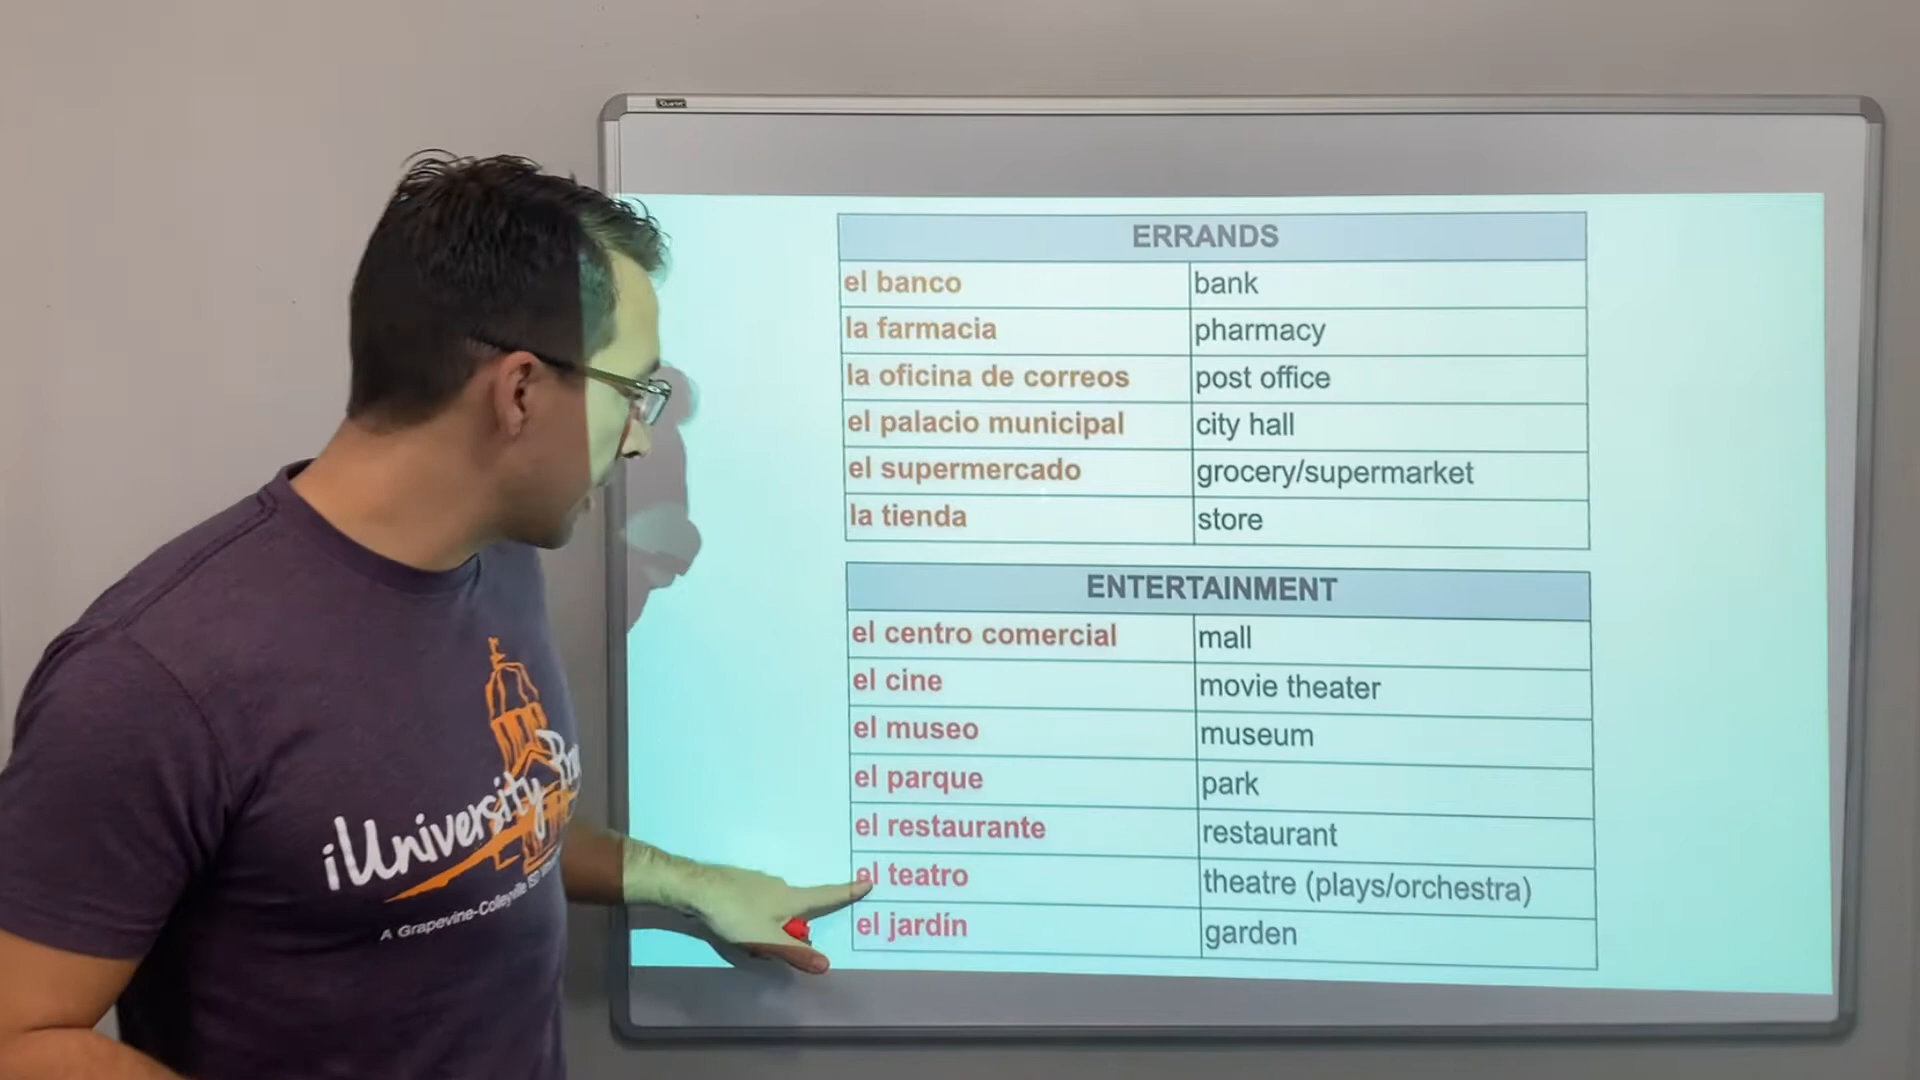 Quartet
ERRANDS
el banco bank
la farmacia pharmacy
la oficina de correos post office
el palacio municipal city hall
el supermercado grocery/supermarket
la tienda store
ENTERTAINMENT
el centro comercial mall
el cine movie theater
el museo museum
el parque park
el restaurante restaurant
el teatro theatre (plays/orchestra)
el jardín garden
iUniversity
A Grapevine-Colleyville ISD